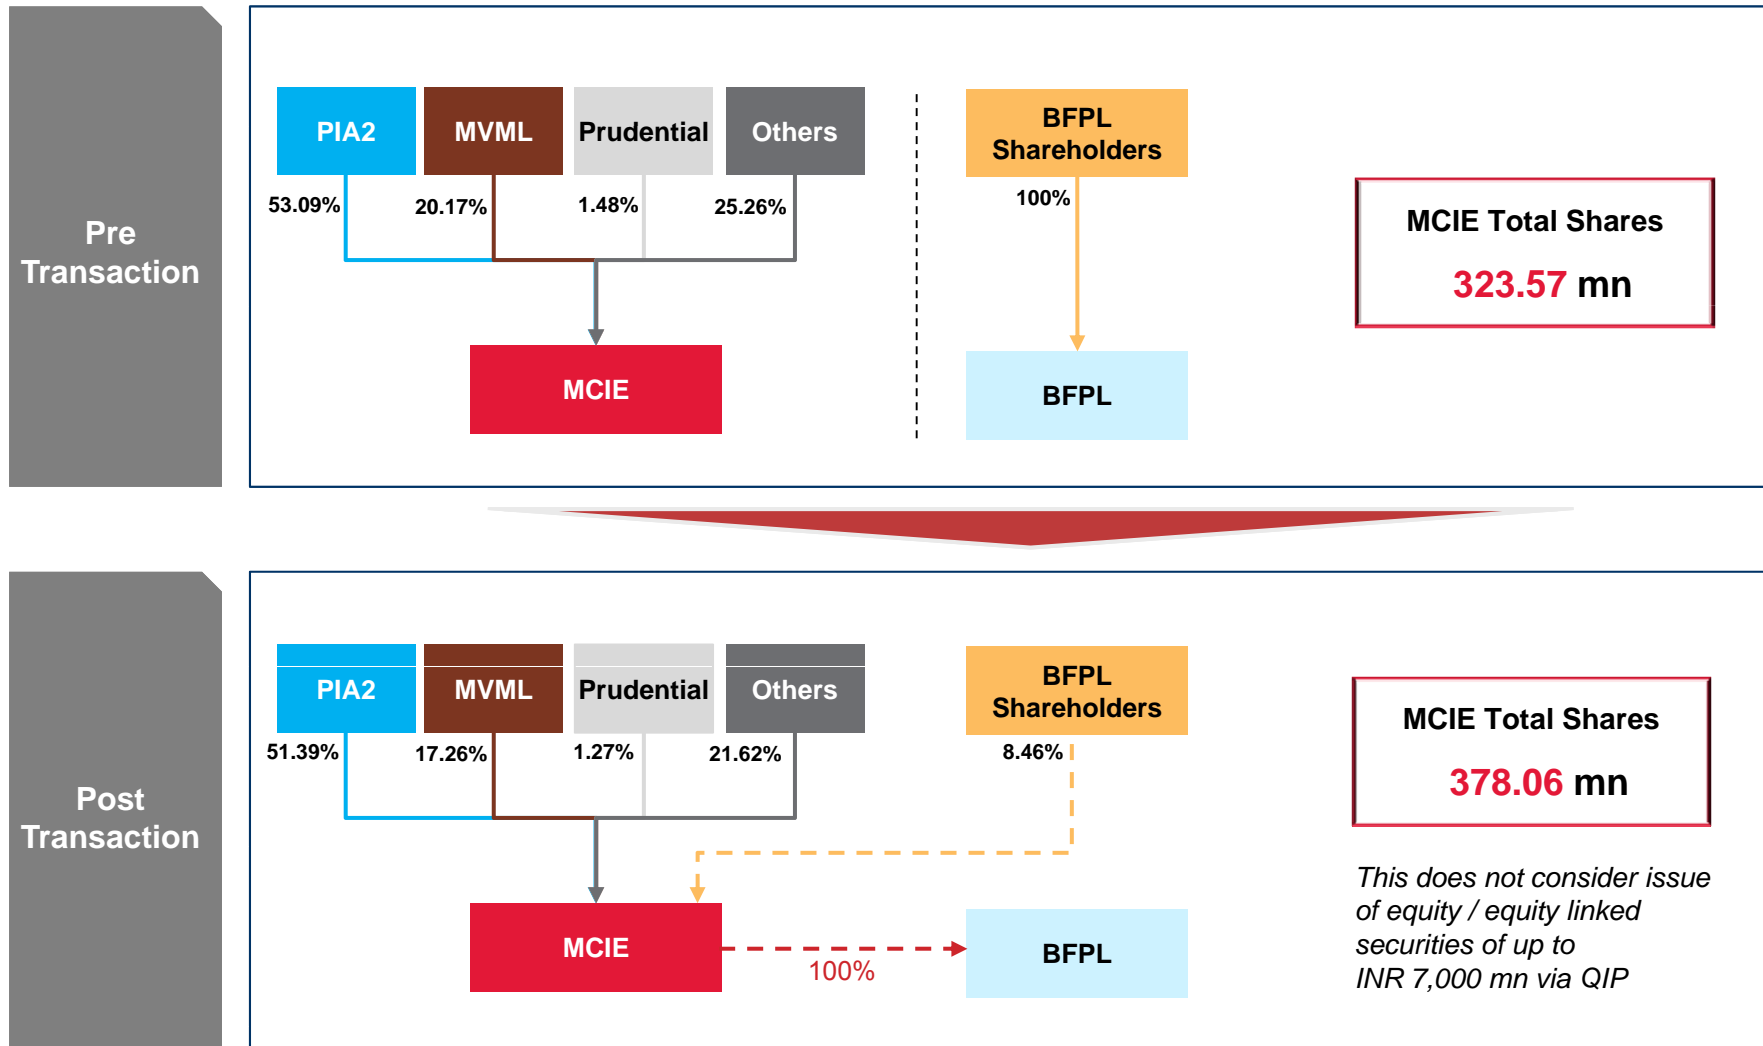 Pre
Transaction
PIA2
MVML
Prudential
Others
BFPL
Shareholders
53.09%
20.17%
1.48%
25.26%
100%
MCIE
BFPL
MCIE Total Shares
323.57 mn
Post
Transaction
PIA2
MVML
Prudential
Others
BFPL
Shareholders
51.39%
17.26%
1.27%
21.62%
8.46%
MCIE
100%
BFPL
MCIE Total Shares
378.06 mn
This does not consider issue
of equity / equity linked
securities of up to
INR 7,000 mn via QIP